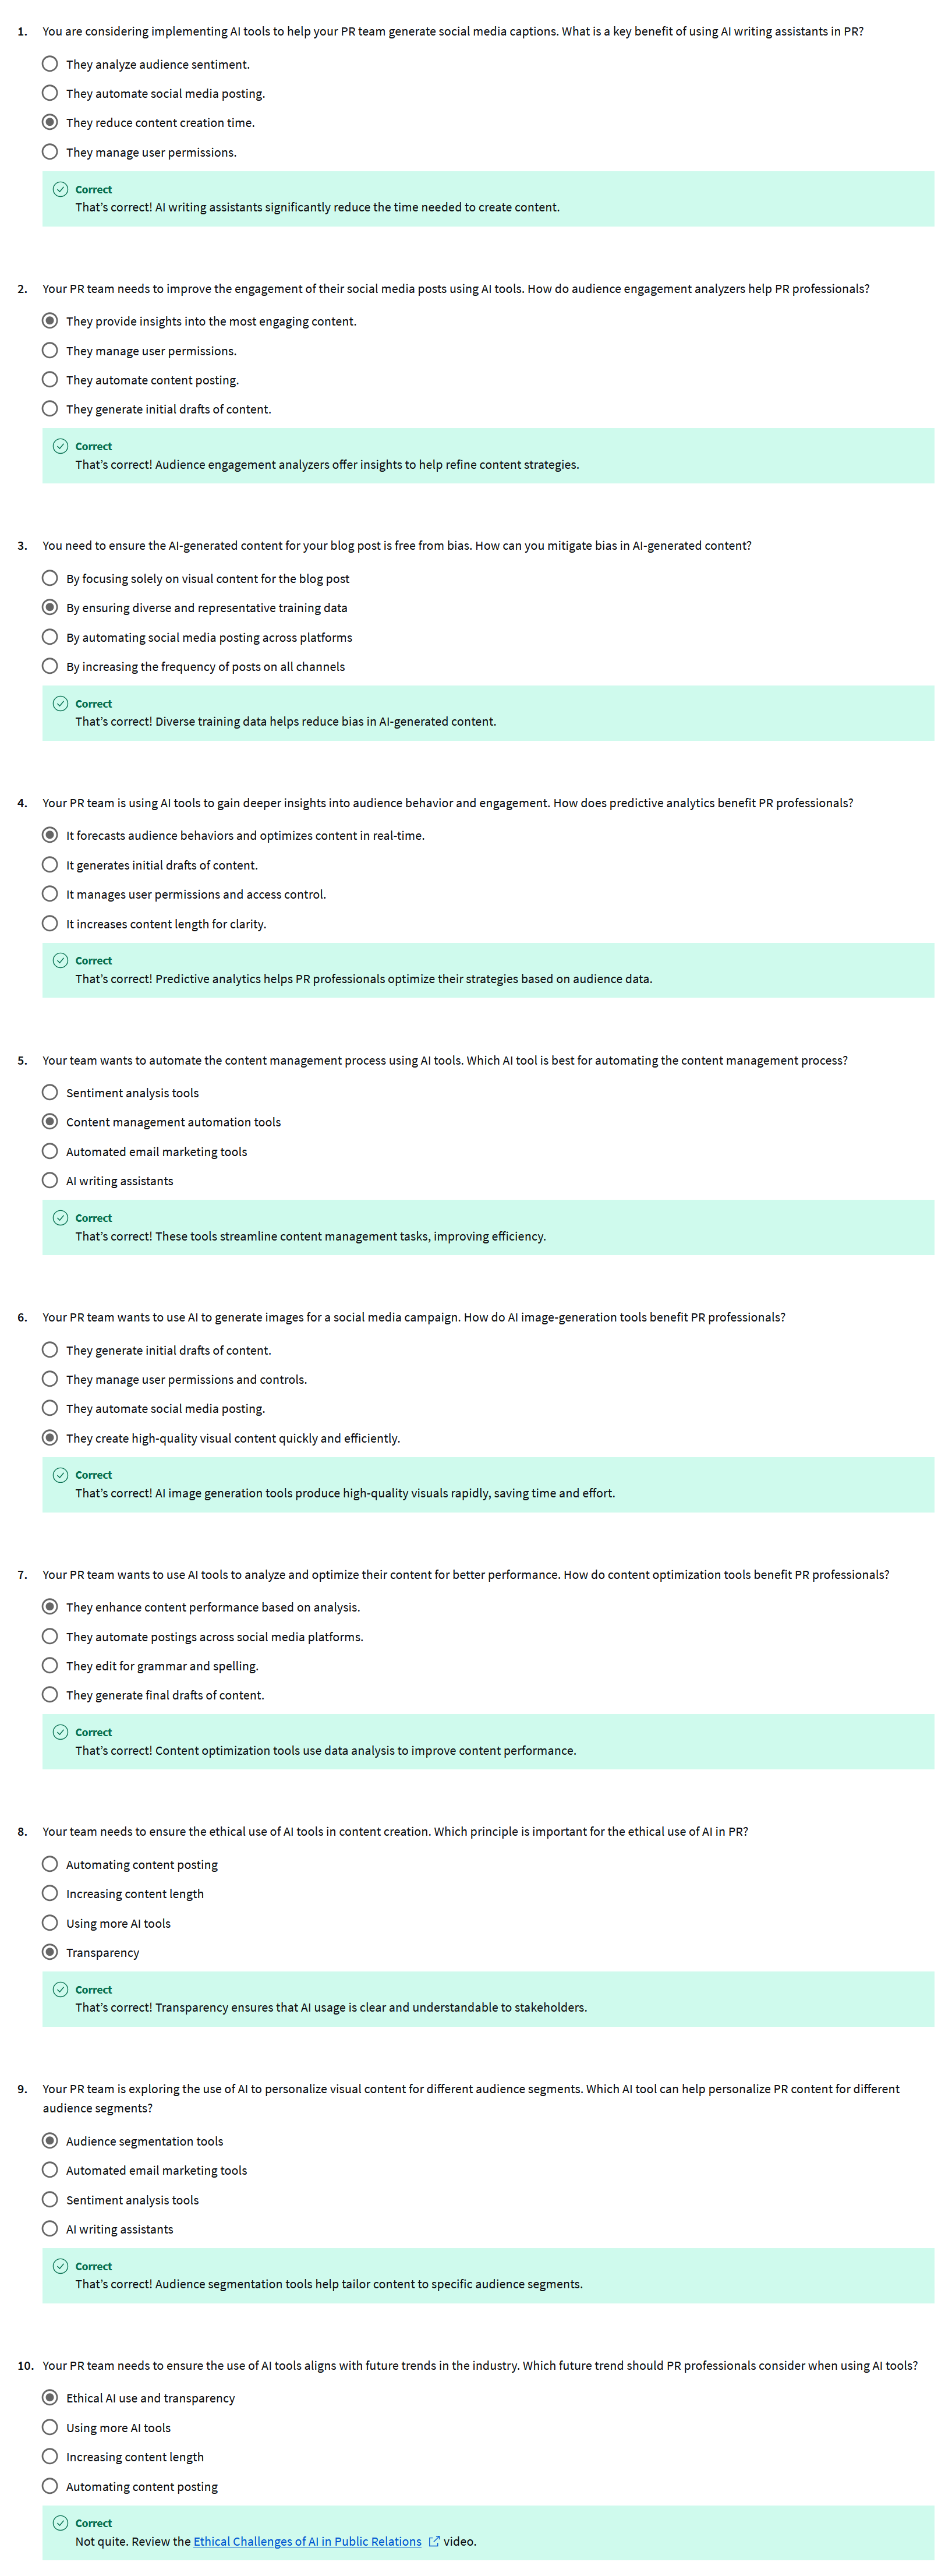 1. You are considering implementing AI tools to help your PR team generate social media captions. What is a key benefit of using AI writing assistants in PR?
They analyze audience sentiment.
They automate social media posting.
They reduce content creation time.
They manage user permissions.
Correct
That's correct! AI writing assistants significantly reduce the time needed to create content.
2. Your PR team needs to improve the engagement of their social media posts using AI tools. How do audience engagement analyzers help PR professionals?
They provide insights into the most engaging content.
They manage user permissions.
They automate content posting.
They generate initial drafts of content.
Correct
That's correct! Audience engagement analyzers offer insights to help refine content strategies.
3. You need to ensure the AI-generated content for your blog post is free from bias. How can you mitigate bias in AI-generated content?
By focusing solely on visual content for the blog post
By ensuring diverse and representative training data
By automating social media posting across platforms
By increasing the frequency of posts on all channels
Correct
That's correct! Diverse training data helps reduce bias in AI-generated content.
4. Your PR team is using AI tools to gain deeper insights into audience behavior and engagement. How does predictive analytics benefit PR professionals?
It forecasts audience behaviors and optimizes content in real-time.
It generates initial drafts of content.
It manages user permissions and access control.
It increases content length for clarity.
Correct
That's correct! Predictive analytics helps PR professionals optimize their strategies based on audience data.
5. Your team wants to automate the content management process using AI tools. Which AI tool is best for automating the content management process?
Sentiment analysis tools
Content management automation tools
Automated email marketing tools
AI writing assistants
Correct
That's correct! These tools streamline content management tasks, improving efficiency.
6. Your PR team wants to use AI to generate images for a social media campaign. How do AI image-generation tools benefit PR professionals?
They generate initial drafts of content.
They manage user permissions and controls.
They automate social media posting.
They create high-quality visual content quickly and efficiently.
Correct
That's correct! AI image generation tools produce high-quality visuals rapidly, saving time and effort.
7. Your PR team wants to use AI tools to analyze and optimize their content for better performance. How do content optimization tools benefit PR professionals?
They enhance content performance based on analysis.
They automate postings across social media platforms.
They edit for grammar and spelling.
They generate final drafts of content.
Correct
That's correct! Content optimization tools use data analysis to improve content performance.
8. Your team needs to ensure the ethical use of AI tools in content creation. Which principle is important for the ethical use of AI in PR?
Automating content posting
Increasing content length
Using more AI tools
Transparency
Correct
That's correct! Transparency ensures that AI usage is clear and understandable to stakeholders.
9. Your PR team is exploring the use of AI to personalize visual content for different audience segments. Which AI tool can help personalize PR content for different
audience segments?
Audience segmentation tools
Automated email marketing tools
Sentiment analysis tools
AI writing assistants
Correct
That's correct! Audience segmentation tools help tailor content to specific audience segments.
10. Your PR team needs to ensure the use of AI tools aligns with future trends in the industry. Which future trend should PR professionals consider when using AI tools?
Ethical AI use and transparency
Using more AI tools
Increasing content length
Automating content posting
Correct
Not quite. Review the Ethical Challenges of AI in Public Relations video.